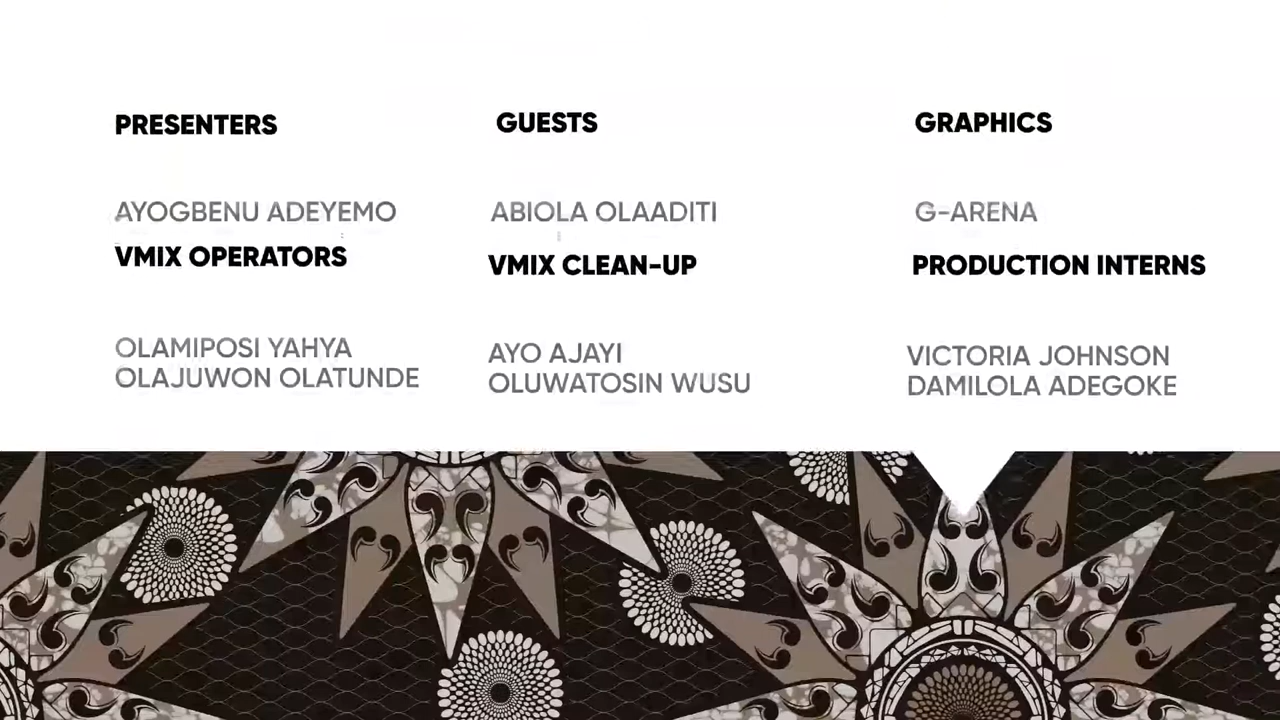 PRESENTERS
AYOGBENU ADEYEMO
GUESTS
ABIOLA OLAADITI
GRAPHICS
G-ARENA
VMIX OPERATORS
OLAMIPOSI YAHYA
OLAJUWON OLATUNDE
VMIX CLEAN-UP
AYO AJAYI
OLUWATOSIN WUSU
PRODUCTION INTERNS
VICTORIA JOHNSON
DAMILOLA ADEGOKE